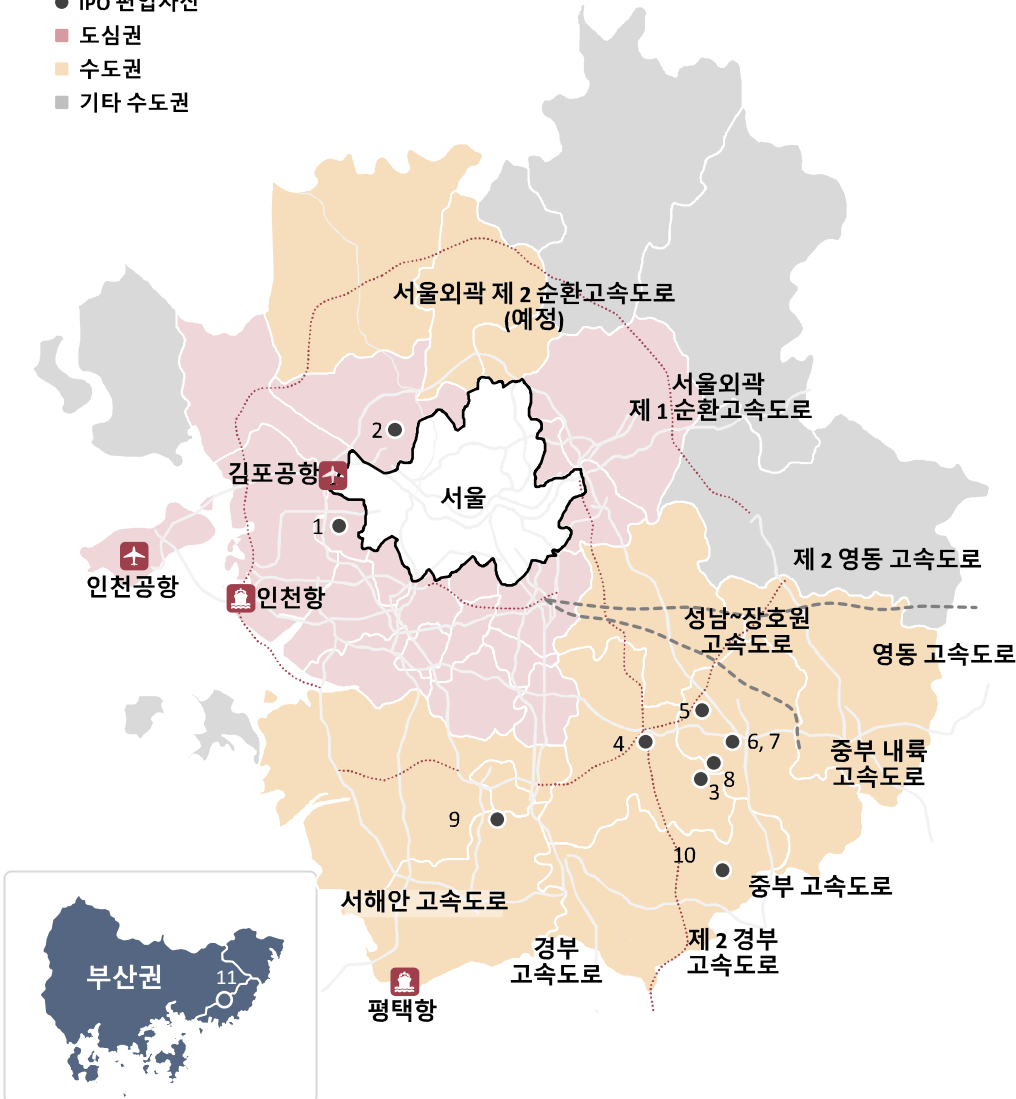 IPO 편입자산
도심권
수도권
기타 수도권
서울외곽 제 2 순환고속도로
(예정)
서울외곽
제 1 순환고속도로
2
김포공항
서울
1
인천공항
인천항
제 2 영동 고속도로
성남~장호원
고속도로
영동 고속도로
5
4
6, 7
8
3
중부 내륙
고속도로
9
10
중부 고속도로
서해안 고속도로
제 2 경부
고속도로
경부
고속도로
평택항
부산권
11